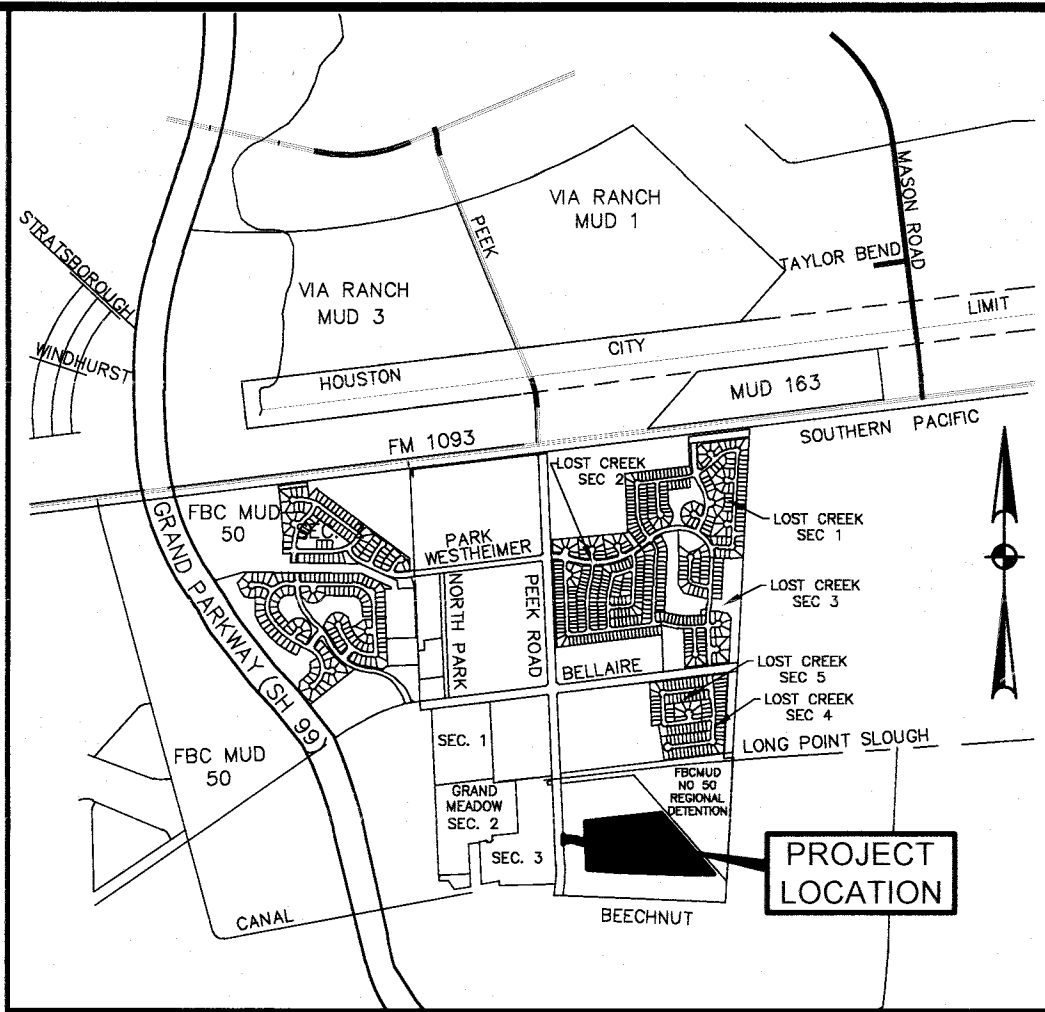 VIA RANCH
MUD 1
PEEK
MASON ROAD
STRATSBOROUGH
TAYLOR BEND
VIA RANCH
MUD 3
LIMIT
CITY
WINDHURST
HOUSTON
MUD 163
SOUTHERN PACIFIC
FM 1093
LOST CREEK
SEC 2
FBC MUD
50
SEC.
PARK
WESTHEIMER
LOST CREEK
SEC 1
GRAND PARKWAY (SH 99)
NORTH PARK
PEEK ROAD
LOST CREEK
SEC 3
BELLAIRE
LOST CREEK
SEC 5
LOST CREEK
SEC 4
SEC. 1
LONG POINT SLOUGH
FBC MUD
50
FBCMUD
NO 50
REGIONAL
DETENTION
GRAND
MEADOW
SEC. 2
SEC. 3
PROJECT
LOCATION
CANAL
BEECHNUT